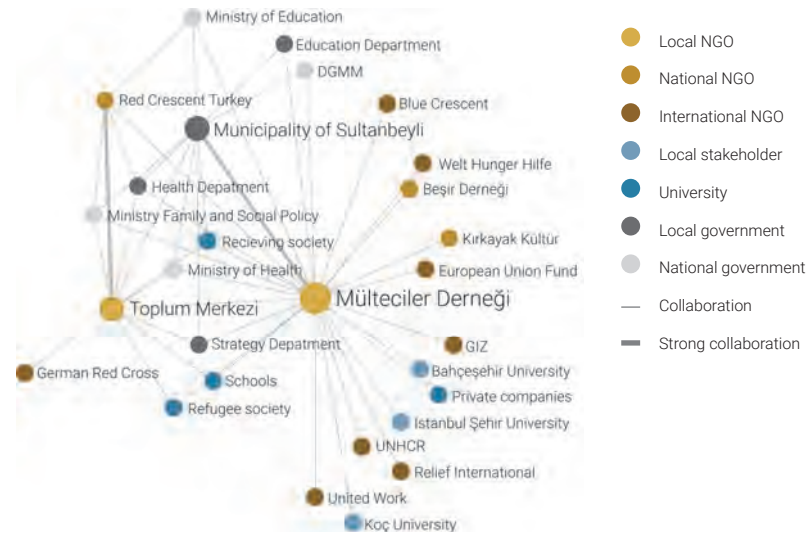 Ministry of Education
Education Department
DGMM
Red Crescent Turkey
Blue Crescent
Municipality of Sultanbeyli
Welt Hunger Hilfe
Health Depatment
Beşir Derneği
Ministry Family and Social Policy
Recieving society
Kırkayak Kültür
Ministry of Health
European Union Fund
Mülteciler Derneği
Toplum Merkezi
Strategy Depatment
GIZ
German Red Cross
Bahçeşehir University
Schools
Private companies
Refugee society
Istanbul Şehir University
UNHCR
Relief International
United Work
Koç University
Local NGO
National NGO
International NGO
Local stakeholder
University
Local government
National government
Collaboration
Strong collaboration